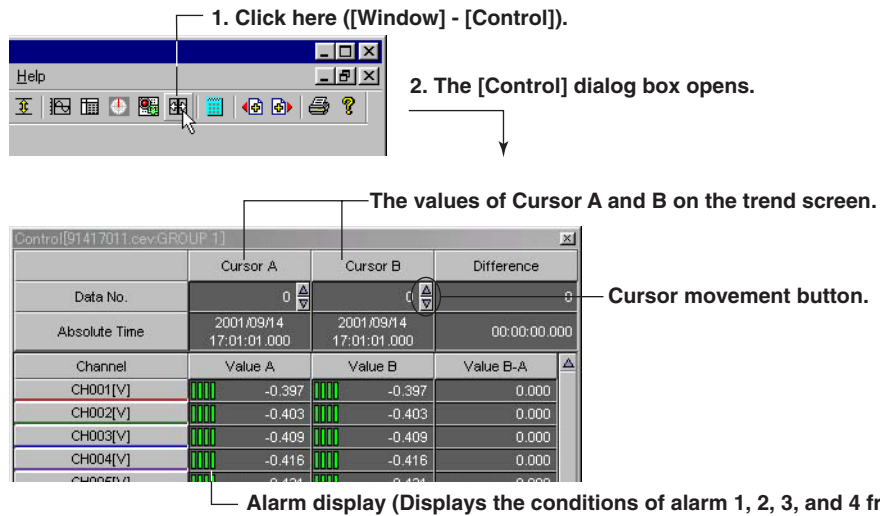 1. Click here ([Window] - [Control]).
Help
2. The [Control] dialog box opens.
The values of Cursor A and B on the trend screen.
Control[91417011.cev:GROUP 1]
Cursor A Cursor B Difference
Data No. 0 0 0
Cursor movement button.
Absolute Time 2001/09/14 17:01:01.000 2001/09/14 17:01:01.000 00:00:00.000
Channel Value A Value B Value B-A
CH001[V] -0.397 -0.397 0.000
CH002[V] -0.403 -0.403 0.000
CH003[V] -0.409 -0.409 0.000
CH004[V] -0.416 -0.416 0.000
Alarm display (Displays the conditions of alarm 1, 2, 3, and 4 fr